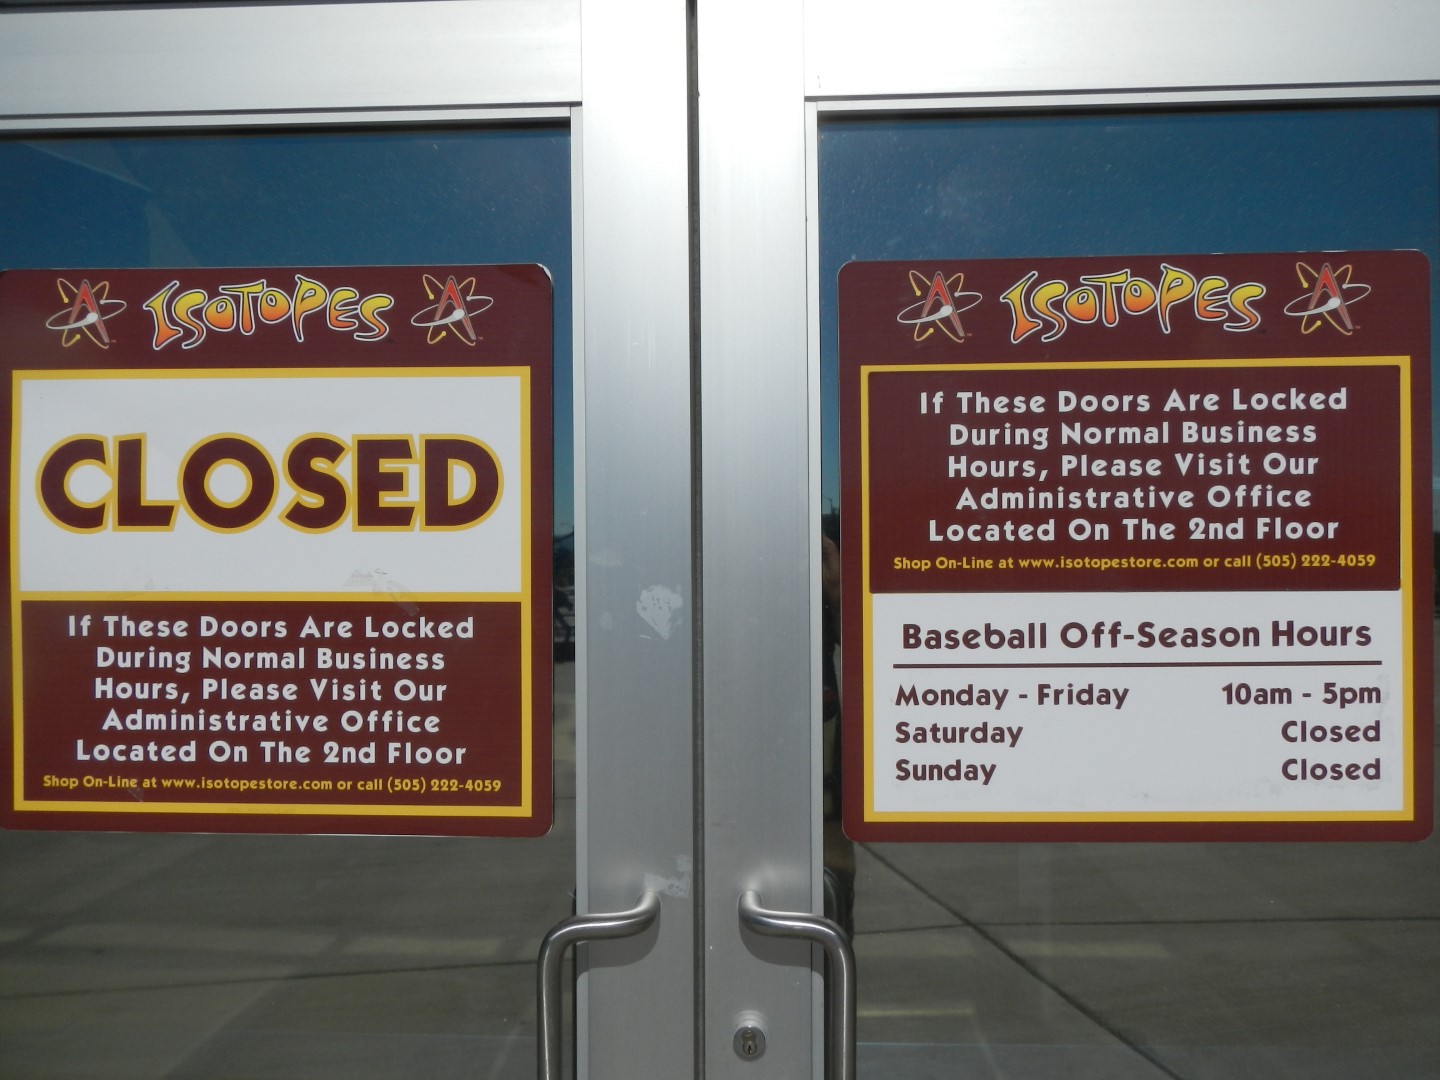 ISOTOPES
CLOSED
If These Doors Are Locked
During Normal Business
Hours, Please Visit Our
Administrative Office
Located On The 2nd Floor
Shop On-Line at www.isotopestore.com or call (505) 222-4059
ISOTOPES
If These Doors Are Locked
During Normal Business
Hours, Please Visit Our
Administrative Office
Located On The 2nd Floor
Shop On-Line at www.isotopestore.com or call (505) 222-4059
Baseball Off-Season Hours
Monday - Friday 10am - 5pm
Saturday Closed
Sunday Closed